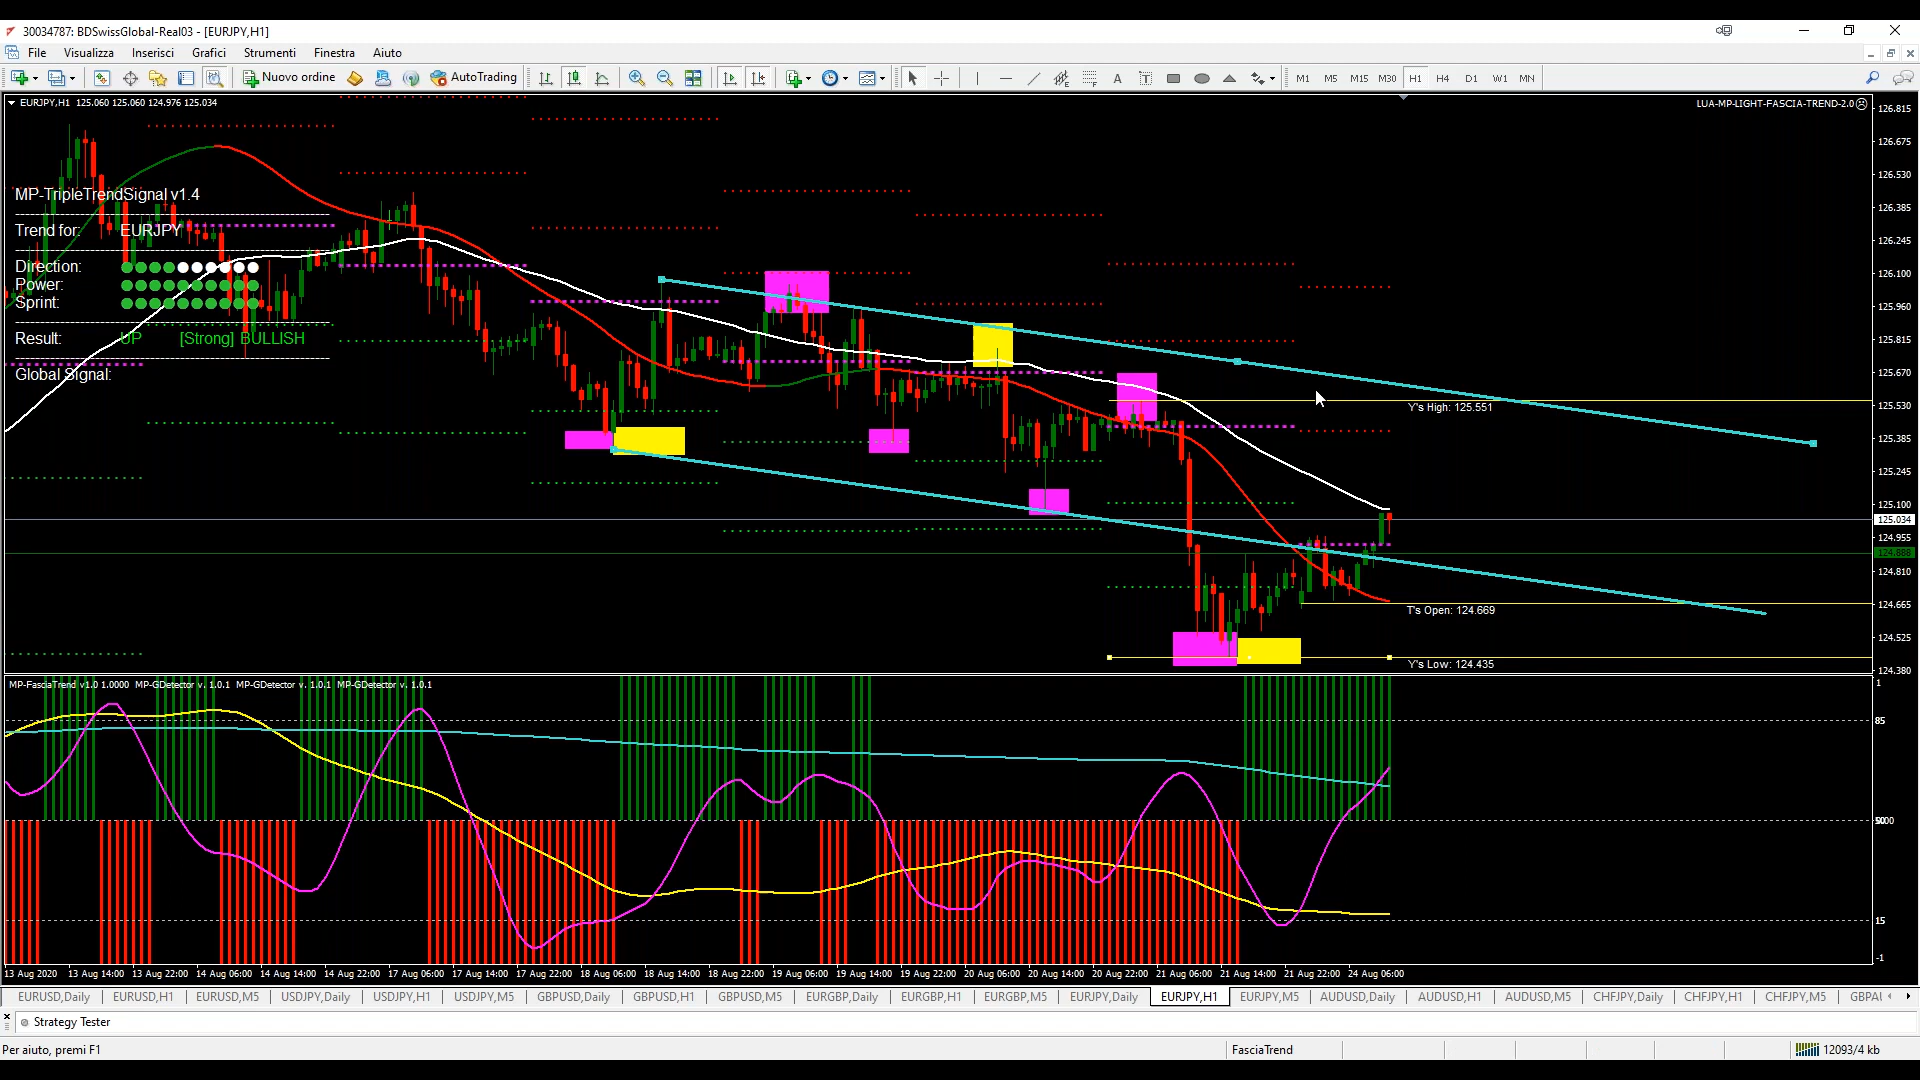 30034787: BDSwissGlobal-Real03 - [EURJPY,H1]
File Visualizza Inserisci Grafici Strumenti Finestra Aiuto
Nuovo ordine AutoTrading A T M1 M5 M15 M30 H1 H4 D1 W1 MN
EURJPY,H1 125.060 125.060 124.976 125.034
LUA-MP-LIGHT-FASCIA-TREND-2.0
MP-TripleTrendSignal v1.4
Trend for: EURJPY
Direction:
Power:
Sprint:
Result: UP [Strong] BULLISH
Global Signal:
Y's High: 125.551
T's Open: 124.669
Y's Low: 124.435
126.815
126.675
126.530
126.385
126.245
126.100
125.960
125.815
125.670
125.530
125.385
125.245
125.100
125.034
124.955
124.888
124.810
124.665
124.525
124.380
MP-FasciaTrend v1.0 1.0000 MP-GDetector v. 1.0.1 MP-GDetector v. 1.0.1 MP-GDetector v. 1.0.1
1
85
15
-1
13 Aug 2020 13 Aug 14:00 13 Aug 22:00 14 Aug 06:00 14 Aug 14:00 14 Aug 22:00 17 Aug 06:00 17 Aug 14:00 17 Aug 22:00 18 Aug 06:00 18 Aug 14:00 18 Aug 22:00 19 Aug 06:00 19 Aug 14:00 19 Aug 22:00 20 Aug 06:00 20 Aug 14:00 20 Aug 22:00 21 Aug 06:00 21 Aug 14:00 21 Aug 22:00 24 Aug 06:00
EURUSD,Daily EURUSD,H1 EURUSD,M5 USDJPY,Daily USDJPY,H1 USDJPY,M5 GBPUSD,Daily GBPUSD,H1 GBPUSD,M5 EURGBP,Daily EURGBP,H1 EURGBP,M5 EURJPY,Daily EURJPY,H1 EURJPY,M5 AUDUSD,Daily AUDUSD,H1 AUDUSD,M5 CHFJPY,Daily CHFJPY,H1 CHFJPY,M5
Strategy Tester
Per aiuto, premi F1
FasciaTrend
12093/4 kb